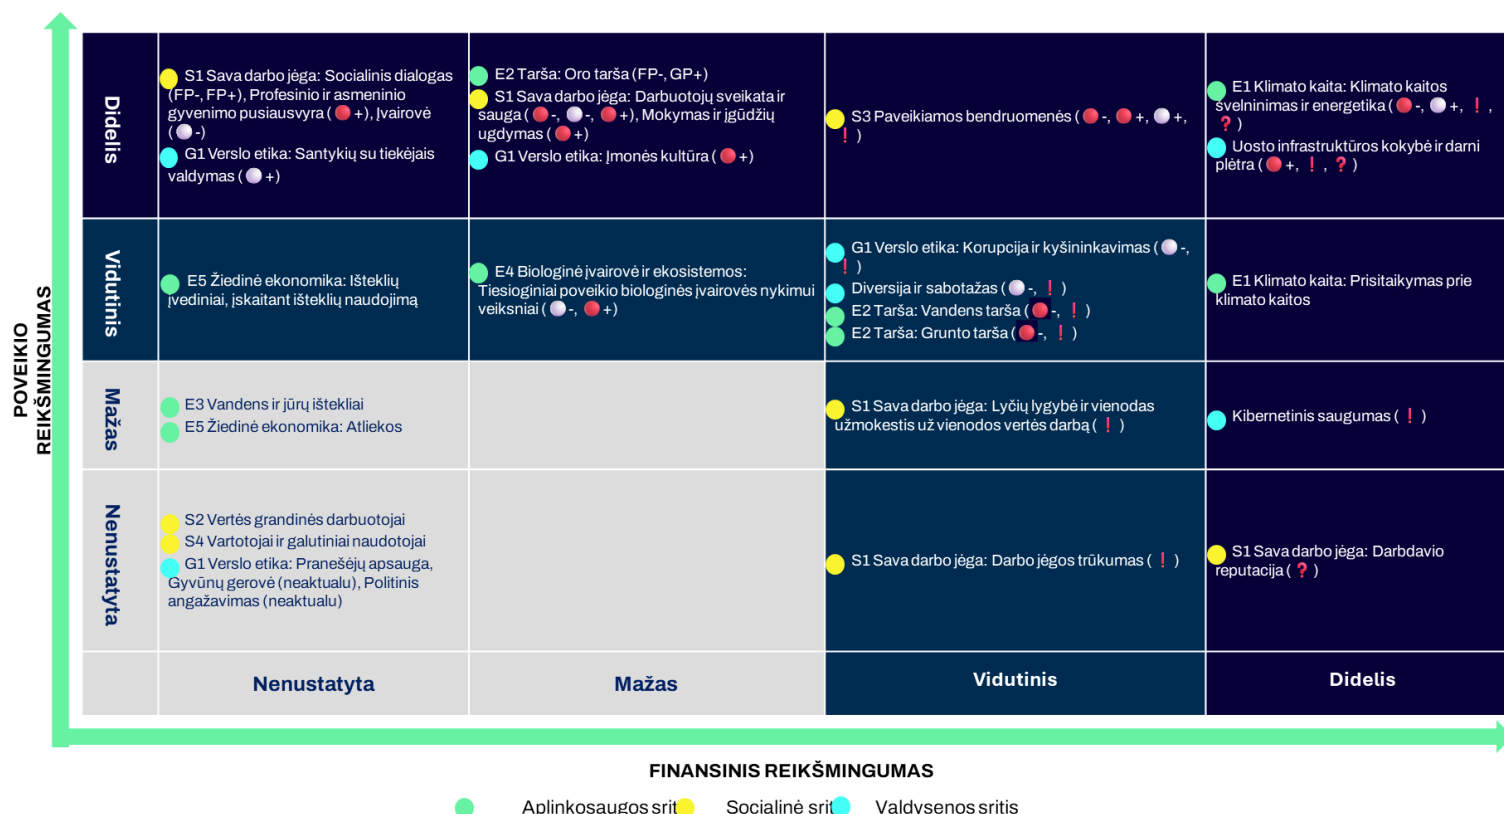 POVEIKIO
REIKŠMINGUMAS
Didelis
S1 Sava darbo jėga: Socialinis dialogas
(FP-, FP+), Profesinio ir asmeninio
gyvenimo pusiausvyra ( 🔴 +), Įvairovė
( ⚪ -)
G1 Verslo etika: Santykių su tiekėjais
valdymas ( ⚪ +)
E2 Tarša: Oro tarša (FP-, GP+)
S1 Sava darbo jėga: Darbuotojų sveikata ir
sauga ( 🔴 -, ⚪ -, 🔴 +), Mokymas ir įgūdžių
ugdymas ( 🔴 +)
G1 Verslo etika: Įmonės kultūra ( 🔴 +)
S3 Paveikiamos bendruomenės ( 🔴 -, 🔴 +, ⚪ +,
❗ )
E1 Klimato kaita: Klimato kaitos
švelninimas ir energetika ( 🔴 -, ⚪ +, ❗ ,
❓ )
Uosto infrastruktūros kokybė ir darni
plėtra ( 🔴 +, ❗ , ❓ )
Vidutinis
E5 Žiedinė ekonomika: Išteklių
įvediniai, įskaitant išteklių naudojimą
E4 Biologinė įvairovė ir ekosistemos:
Tiesioginiai poveikio biologinės įvairovės nykimui
veiksniai ( ⚪ -, 🔴 +)
G1 Verslo etika: Korupcija ir kyšininkavimas ( ⚪ -,
❗ )
Diversija ir sabotažas ( ⚪ -, ❗ )
E2 Tarša: Vandens tarša ( 🔴 -, ❗ )
E2 Tarša: Grunto tarša ( 🔴 -, ❗ )
E1 Klimato kaita: Prisitaikymas prie
klimato kaitos
Mažas
E3 Vandens ir jūrų ištekliai
E5 Žiedinė ekonomika: Atliekos
S1 Sava darbo jėga: Lyčių lygybė ir vienodas
užmokestis už vienodos vertės darbą ( ❗ )
Kibernetinis saugumas ( ❗ )
Nenustatyta
S2 Vertės grandinės darbuotojai
S4 Vartotojai ir galutiniai naudotojai
G1 Verslo etika: Pranešėjų apsauga,
Gyvūnų gerovė (neaktualu), Politinis
angažavimas (neaktualu)
S1 Sava darbo jėga: Darbo jėgos trūkumas ( ❗ )
S1 Sava darbo jėga: Darbdavio
reputacija ( ❓ )
Nenustatyta
Mažas
Vidutinis
Didelis
FINANSINIS REIKŠMINGUMAS
Aplinkosaugos srit
Socialinė srit
Valdysenos sritis